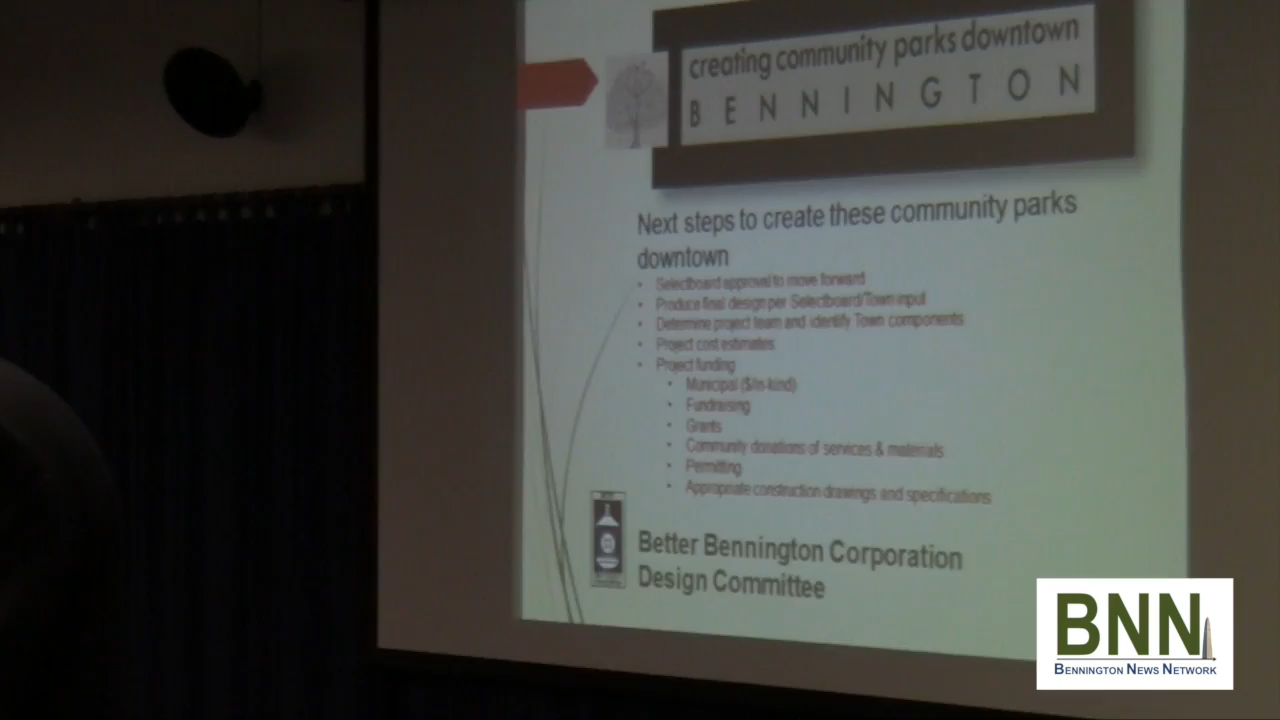 creating community parks downtown
BENNINGTON
Next steps to create these community parks
downtown
• Selectboard approval to move forward
• Produce final design per Selectboard/Town input
• Determine project team and identify Town components
• Project cost estimates
• Project funding
• Municipal ($/in-kind)
• Fundraising
• Grants
• Community donations of services & materials
• Permitting
• Appropriate construction drawings and specifications
Better Bennington Corporation
Design Committee
BNN
BENNINGTON NEWS NETWORK